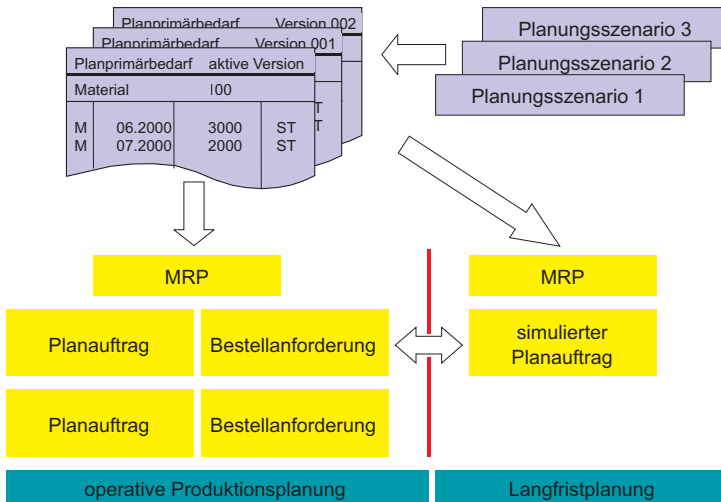 Planprimärbedarf Version 002
Planprimärbedarf Version 001
Planprimärbedarf aktive Version
Material 100
M 06.2000 3000 ST
M 07.2000 2000 ST
T
T
Planungsszenario 3
Planungsszenario 2
Planungsszenario 1
MRP
MRP
Planauftrag
Bestellanforderung
simulierter
Planauftrag
Planauftrag
Bestellanforderung
operative Produktionsplanung
Langfristplanung